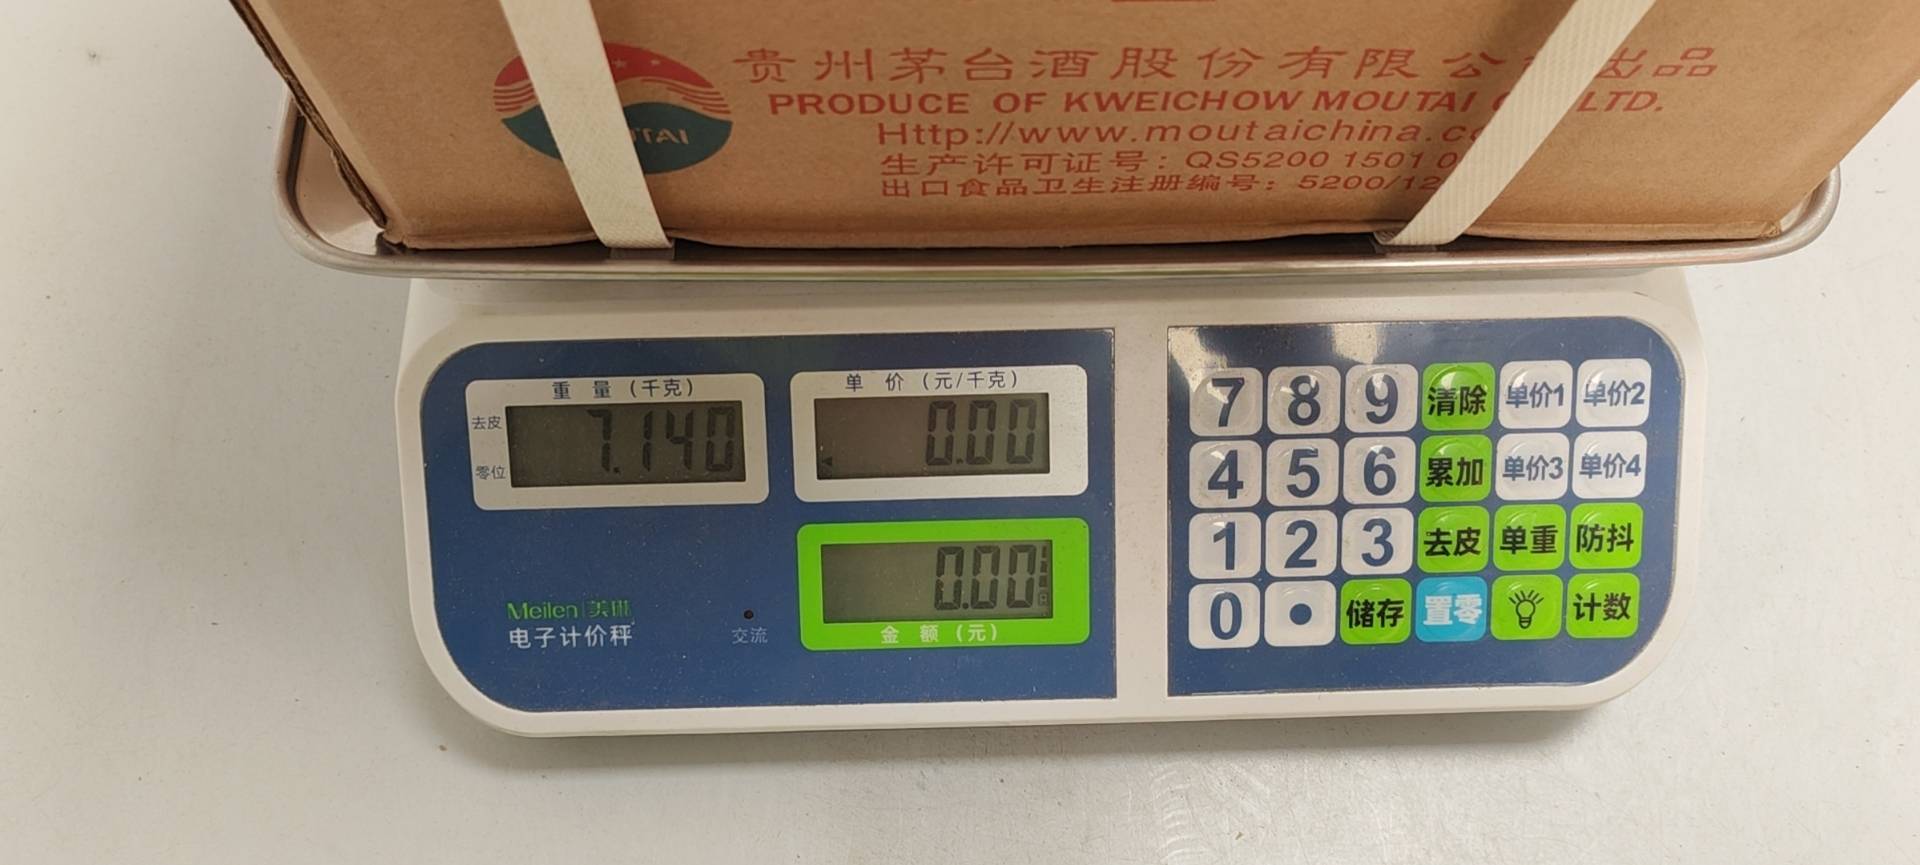 贵州茅台酒股份有限公 出品
PRODUCE OF KWEICHOW MOUTAI LTD.
Http://www.moutaichina.c
生产许可证号：QS5200 1501 0
出口食品卫生注册编号：5200/12
重 量（千克）
去皮
零位
7.140
单 价（元/千克）
0.00
0.00
金 额（元）
Meilen|美琳
电子计价秤
交流
7 8 9 清除 单价1 单价2
4 5 6 累加 单价3 单价4
1 2 3 去皮 单重 防抖
0 • 储存 置零 计数